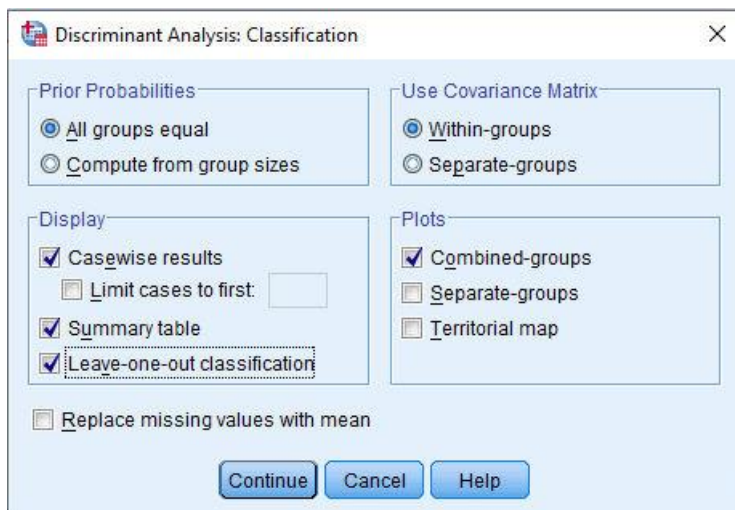 Discriminant Analysis: Classification
Prior Probabilities
All groups equal
Compute from group sizes
Use Covariance Matrix
Within-groups
Separate-groups
Display
Casewise results
Limit cases to first:
Summary table
Leave-one-out classification
Plots
Combined-groups
Separate-groups
Territorial map
Replace missing values with mean
Continue
Cancel
Help